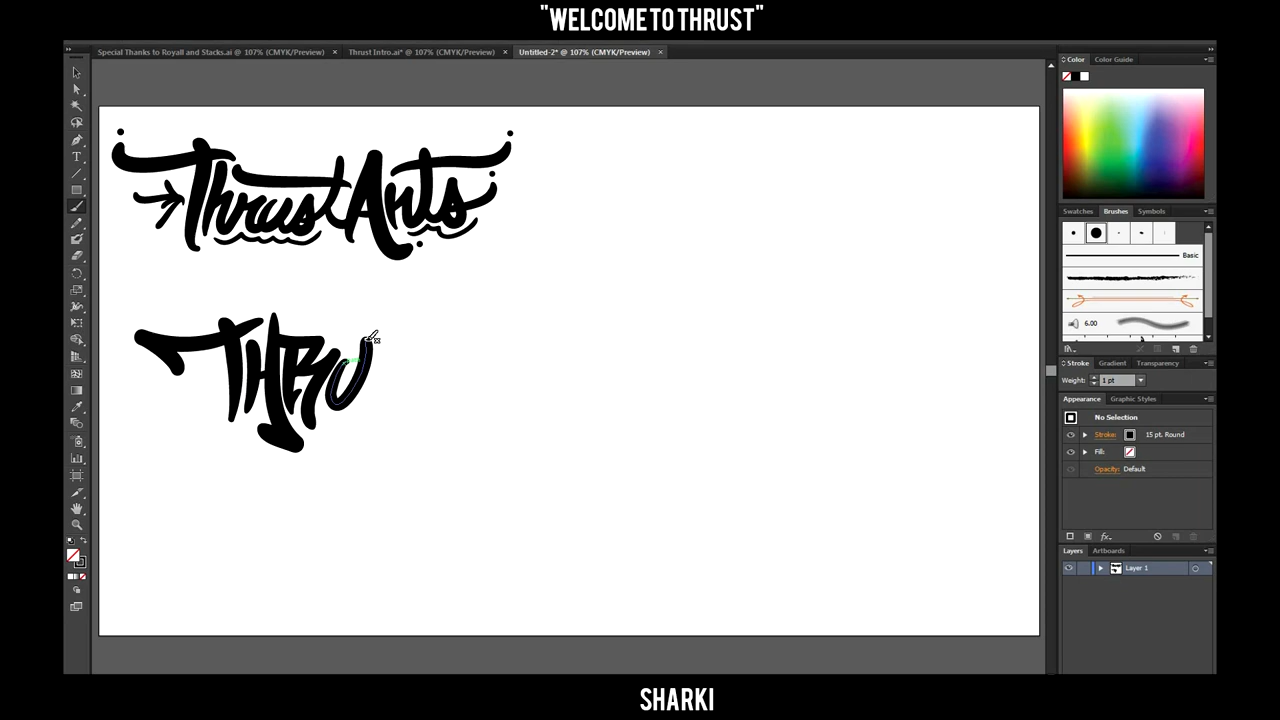 "WELCOME TO THRUST"
Special Thanks to Royall and Stacks.ai @ 107% (CMYK/Preview) × Thrust Intro.ai* @ 107% (CMYK/Preview) × Untitled-2* @ 107% (CMYK/Preview) ×
Color Color Guide
Thrust Arts
Swatches Brushes Symbols
Basic
6.00
THRU
Stroke Gradient Transparency
Weight: 1 pt
Appearance Graphic Styles
No Selection
Stroke: 15 pt. Round
Fill:
Opacity: Default
Layers Artboards
Layer 1
SHARKI